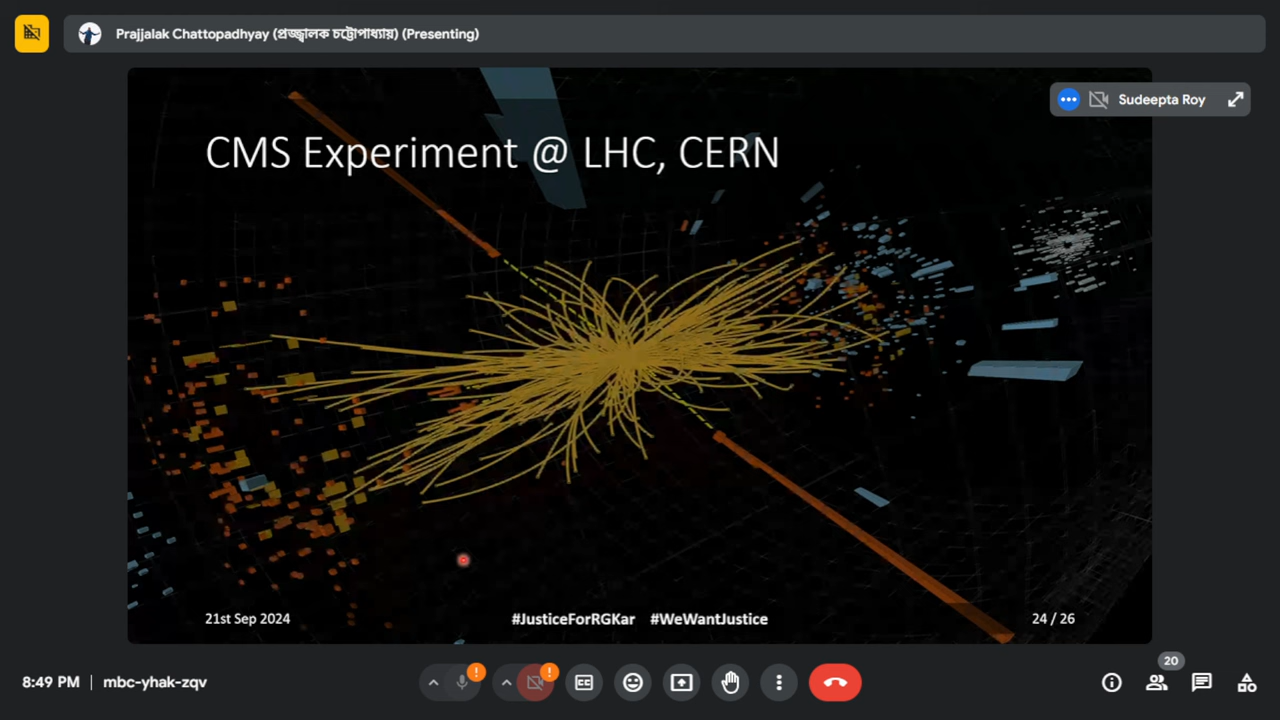 Prajjalak Chattopadhyay (প্রজ্জ্বালক চট্টোপাধ্যায়) (Presenting)
Sudeepta Roy
CMS Experiment @ LHC, CERN
21st Sep 2024 #JusticeForRGKar #WeWantJustice 24 / 26
8:49 PM | mbc-yhak-zqv
20